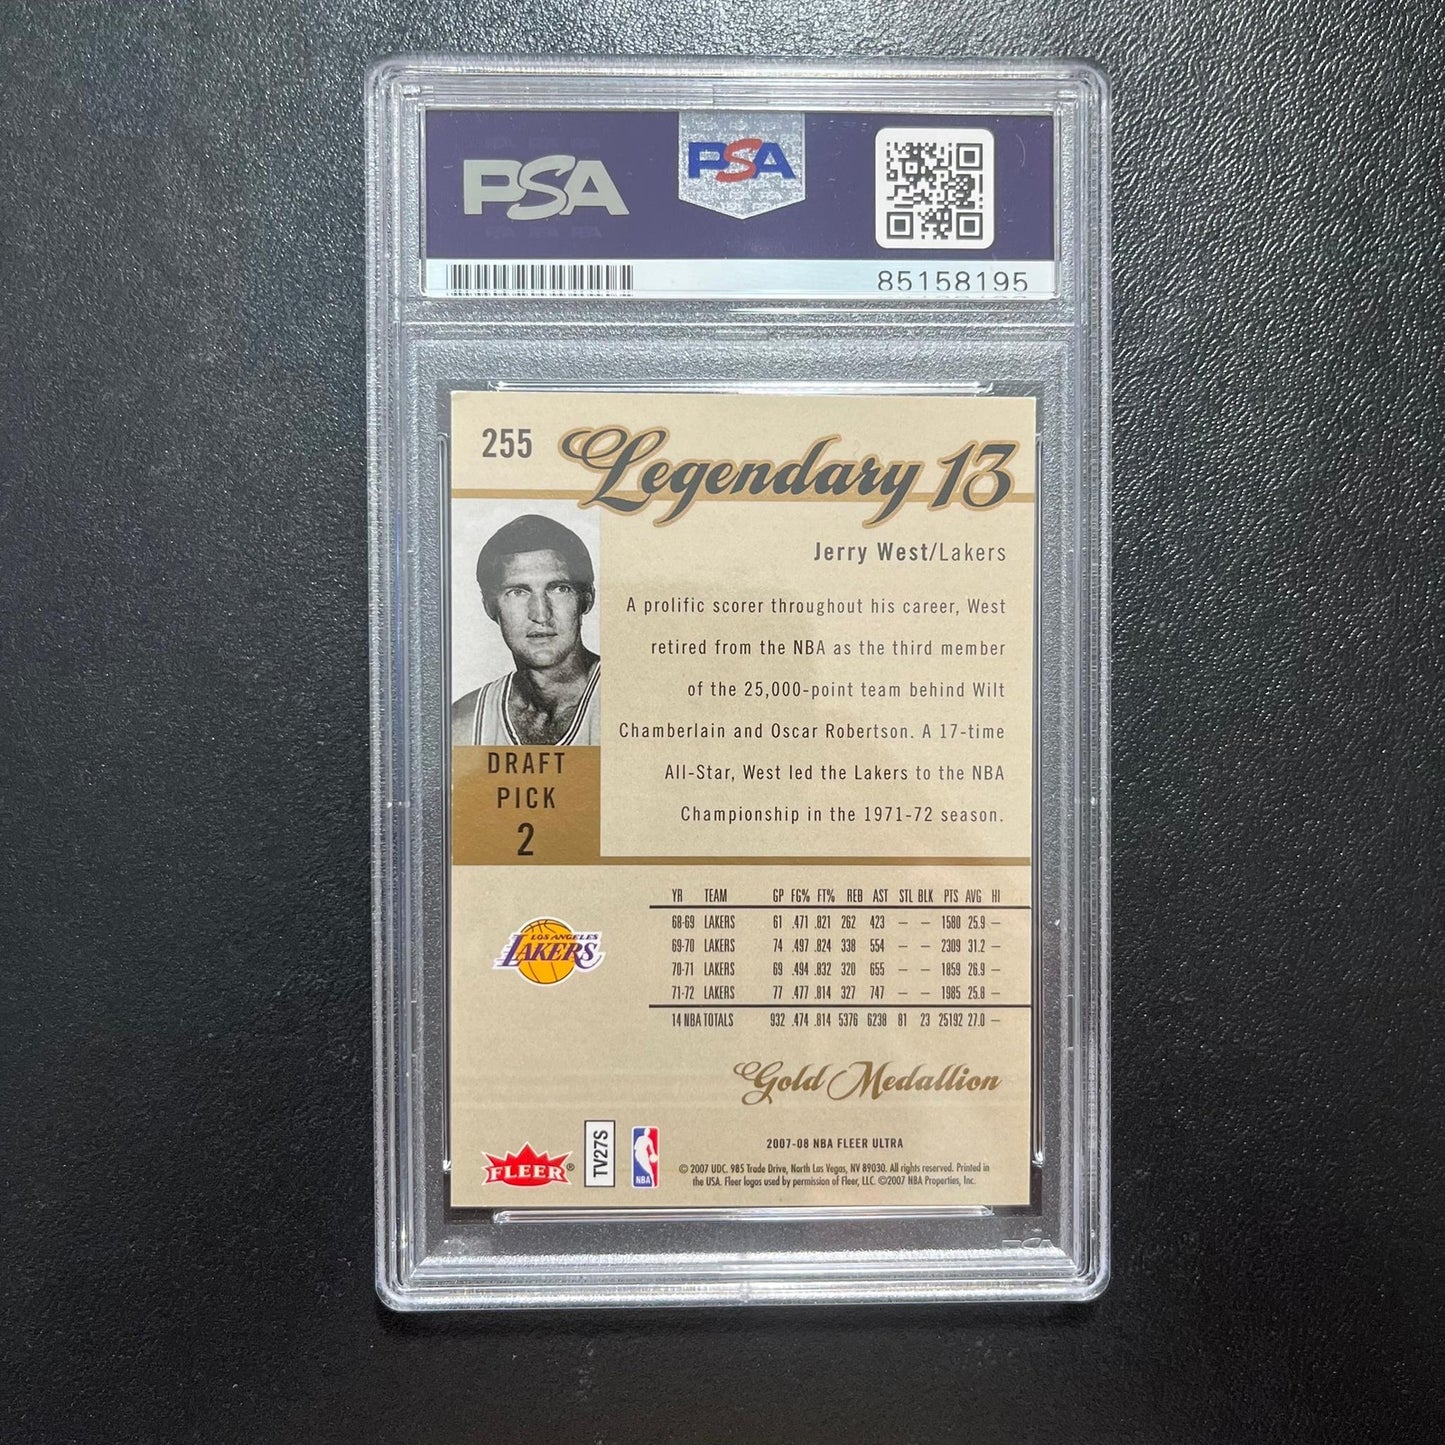 PSA
PSA
85158195
255
Legendary 13
Jerry West/Lakers
A prolific scorer throughout his career, West
retired from the NBA as the third member
of the 25,000-point team behind Wilt
Chamberlain and Oscar Robertson. A 17-time
All-Star, West led the Lakers to the NBA
Championship in the 1971-72 season.
DRAFT
PICK
2
YR TEAM GP FG% FT% REB AST STL BLK PTS AVG HI
68-69 LAKERS 61 .471 .821 262 423 — — 1580 25.9 —
69-70 LAKERS 74 .497 .824 338 554 — — 2309 31.2 —
70-71 LAKERS 69 .494 .832 320 655 — — 1859 26.9 —
71-72 LAKERS 77 .477 .814 327 747 — — 1985 25.8 —
14 NBA TOTALS 932 .474 .814 5376 6238 81 23 25192 27.0 —
LOS ANGELES
LAKERS
Gold Medallion
2007-08 NBA FLEER ULTRA
FLEER®
TV27S
NBA
© 2007 UDC. 985 Trade Drive, North Las Vegas, NV 89030. All rights reserved. Printed in
the USA. Fleer logos used by permission of Fleer, LLC. ©2007 NBA Properties, Inc.
PSA